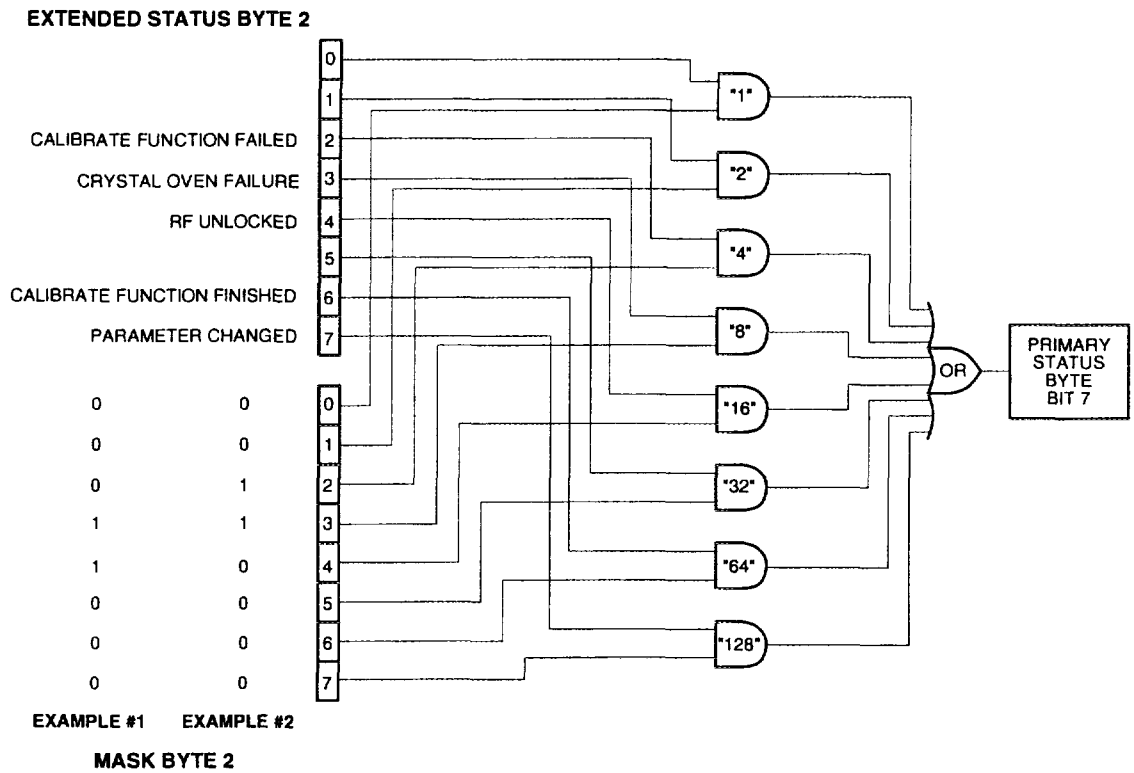 EXTENDED STATUS BYTE 2
0
"1"
1
CALIBRATE FUNCTION FAILED 2
"2"
CRYSTAL OVEN FAILURE 3
RF UNLOCKED 4
"4"
5
CALIBRATE FUNCTION FINISHED 6
PARAMETER CHANGED 7
"8"
OR
PRIMARY
STATUS
BYTE
BIT 7
0 0 0
"16"
0 0 1
0 1 2
"32"
1 1 3
1 0 4
"64"
0 0 5
0 0 6
"128"
0 0 7
EXAMPLE #1 EXAMPLE #2
MASK BYTE 2